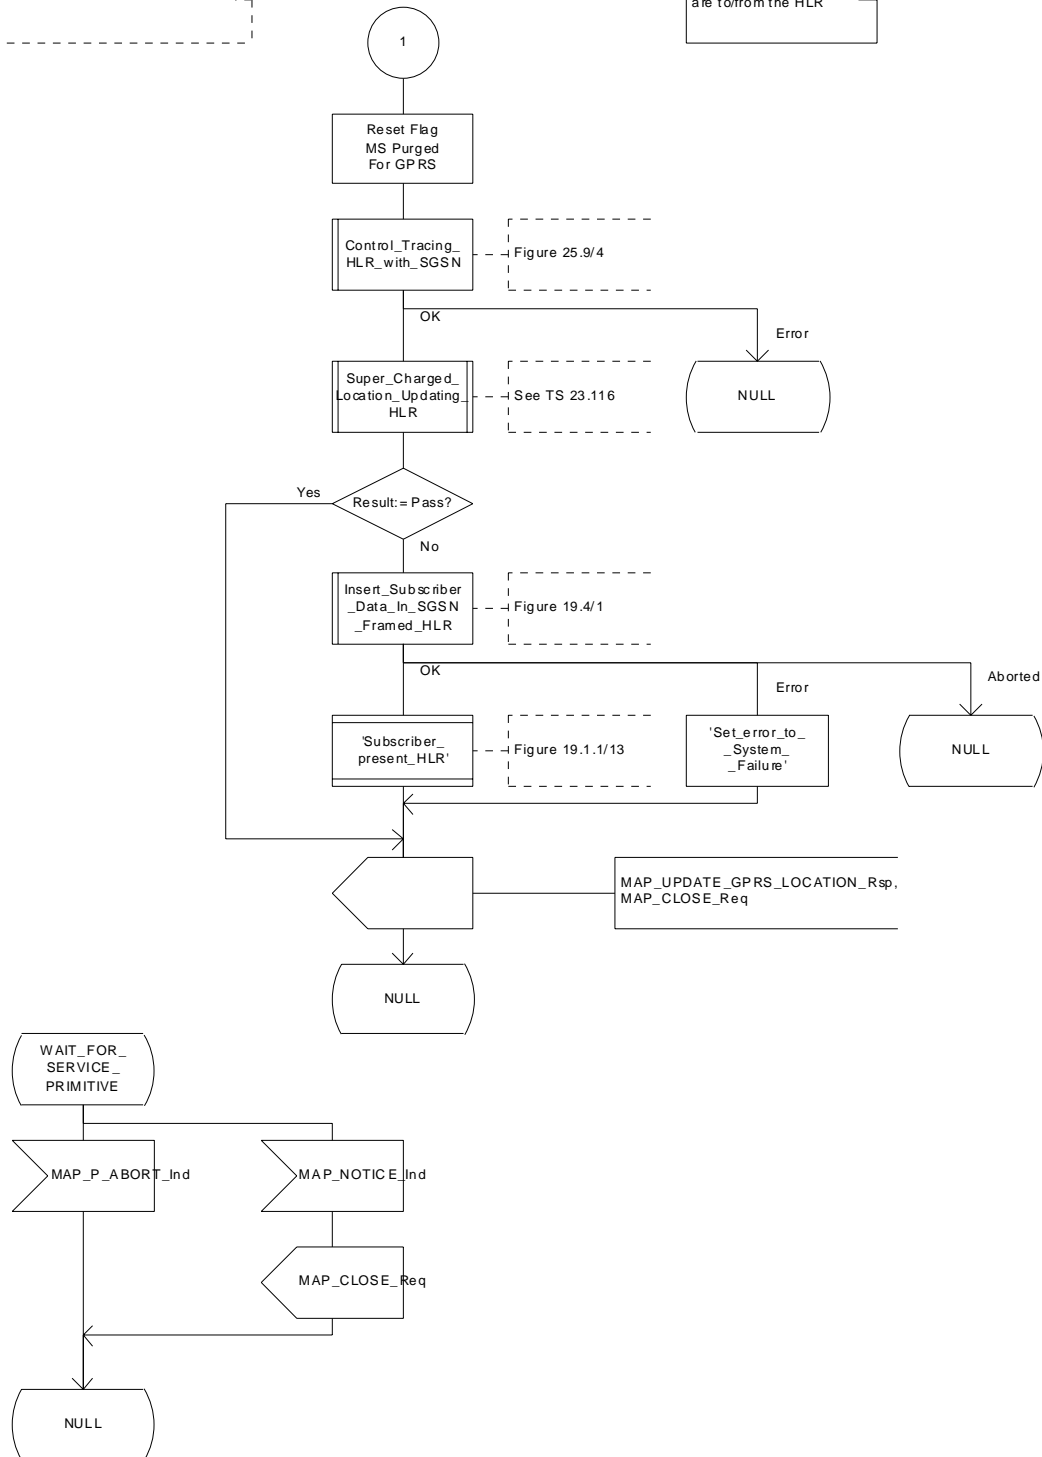 are to/from the HLR
1
Reset Flag
MS Purged
For GPRS
Control_Tracing_
HLR_with_SGSN
Figure 25.9/4
OK
Error
Super_Charged_
Location_Updating_
HLR
See TS 23.116
NULL
Yes
Result:= Pass?
No
Insert_Subscriber
_Data_In_SGSN
_Framed_HLR
Figure 19.4/1
OK
Error
Aborted
'Subscriber_
present_HLR'
Figure 19.1.1/13
'Set_error_to_
_System_
_Failure'
NULL
MAP_UPDATE_GPRS_LOCATION_Rsp,
MAP_CLOSE_Req
NULL
WAIT_FOR_
SERVICE_
PRIMITIVE
MAP_P_ABORT_Ind
MAP_NOTICE_Ind
MAP_CLOSE_Req
NULL